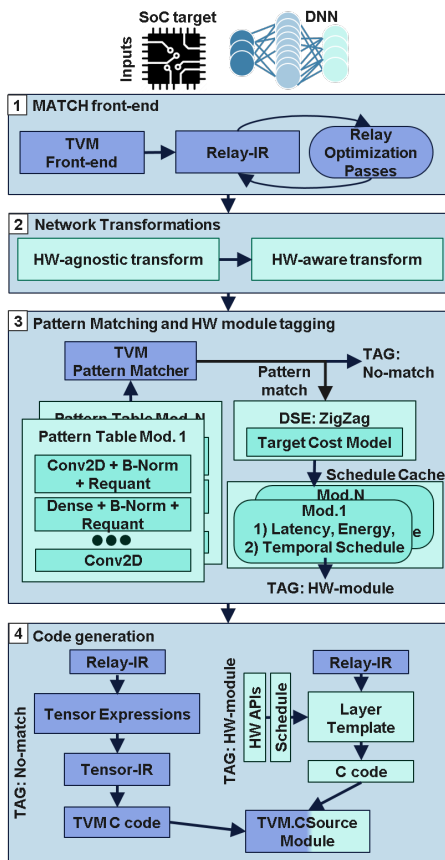 SoC target
DNN
Inputs
1 MATCH front-end
TVM
Front-end
Relay-IR
Relay
Optimization
Passes
2 Network Transformations
HW-agnostic transform
HW-aware transform
3 Pattern Matching and HW module tagging
TVM
Pattern Matcher
TAG:
No-match
Pattern
match
Pattern Table Mod. N
Pattern Table Mod. 1
Conv2D + B-Norm
+ Requant
Dense + B-Norm +
Requant
Conv2D
DSE: ZigZag
Target Cost Model
Schedule Cache
Mod.N
Mod.1
1) Latency, Energy,
2) Temporal Schedule
TAG: HW-module
4 Code generation
TAG: No-match
Relay-IR
Tensor Expressions
Tensor-IR
TVM C code
TAG: HW-module
HW APIs
Schedule
Relay-IR
Layer
Template
C code
TVM.CSource
Module